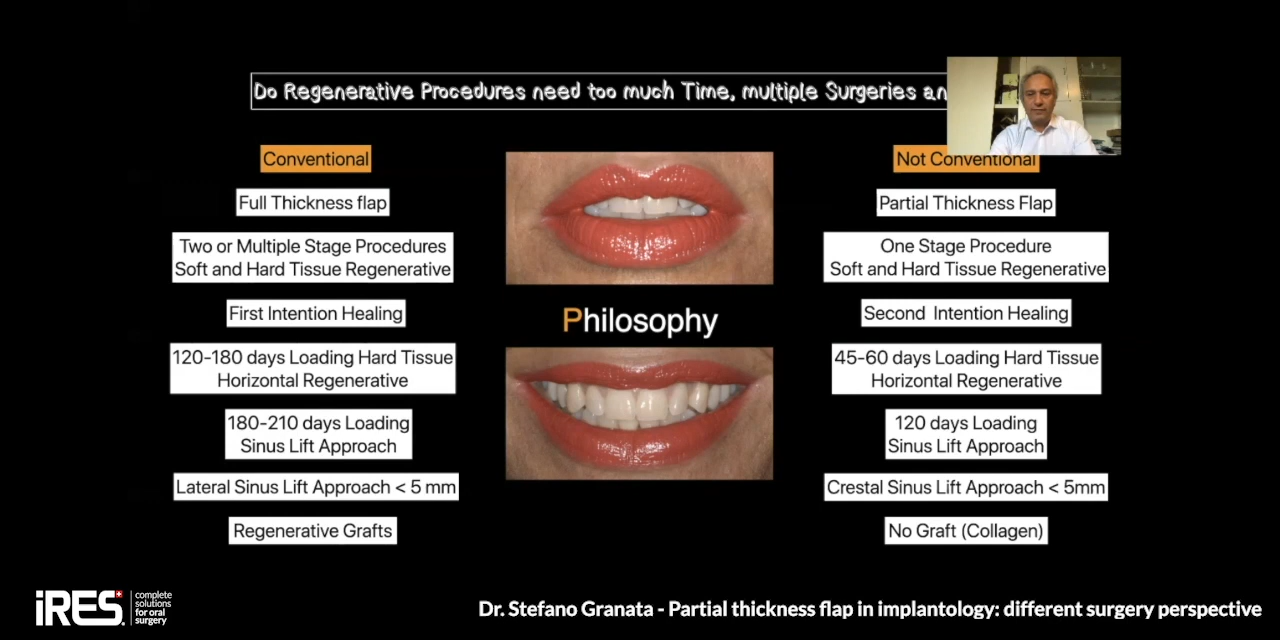 Do Regenerative Procedures need too much Time, multiple Surgeries an
Conventional
Full Thickness flap
Two or Multiple Stage Procedures
Soft and Hard Tissue Regenerative
First Intention Healing
120-180 days Loading Hard Tissue
Horizontal Regenerative
180-210 days Loading
Sinus Lift Approach
Lateral Sinus Lift Approach < 5 mm
Regenerative Grafts
Philosophy
Not Conventional
Partial Thickness Flap
One Stage Procedure
Soft and Hard Tissue Regenerative
Second Intention Healing
45-60 days Loading Hard Tissue
Horizontal Regenerative
120 days Loading
Sinus Lift Approach
Crestal Sinus Lift Approach < 5mm
No Graft (Collagen)
iRES
complete
solutions
for oral
surgery
Dr. Stefano Granata - Partial thickness flap in implantology: different surgery perspective